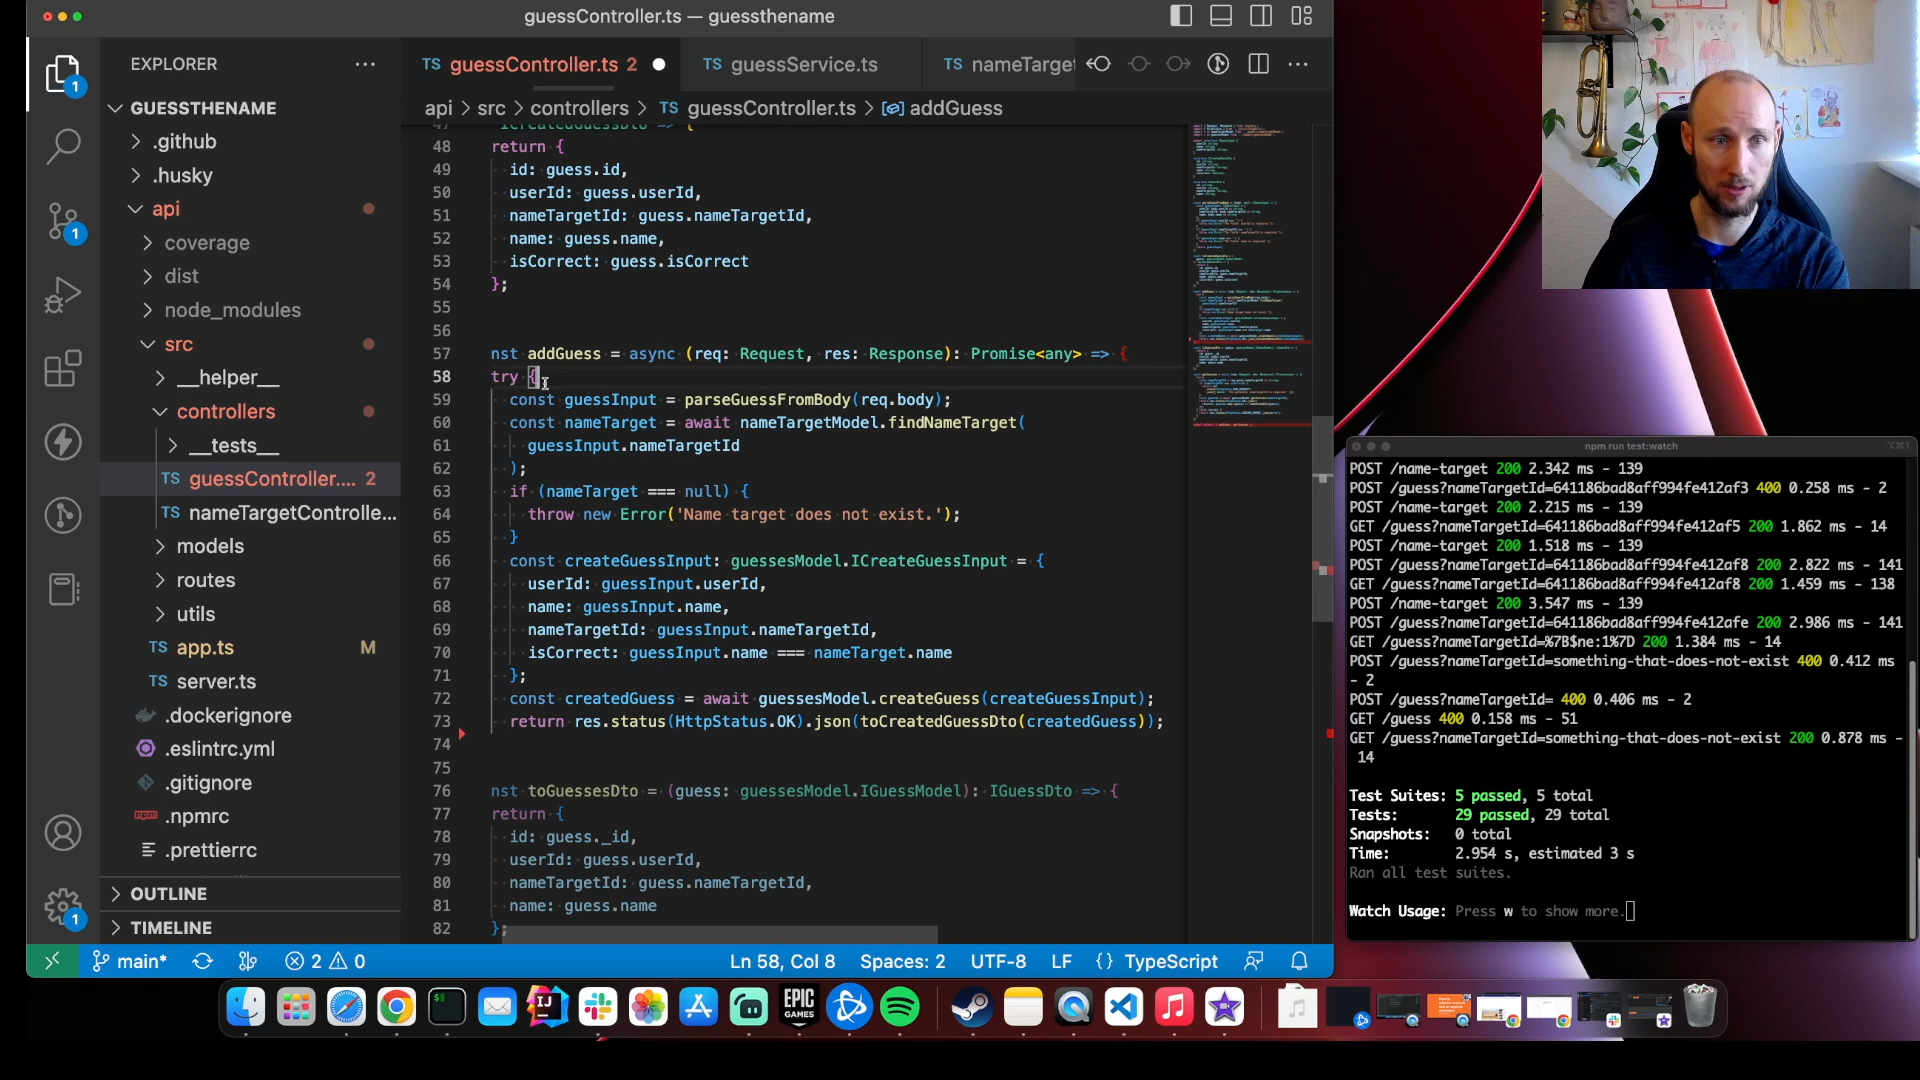 guessController.ts — guessthename
EXPLORER
GUESSTHENAME
.github
.husky
api
coverage
dist
node_modules
src
__helper__
controllers
__tests__
TS guessController.... 2
TS nameTargetControlle...
models
routes
utils
TS app.ts M
TS server.ts
.dockerignore
.eslintrc.yml
.gitignore
.npmrc
.prettierrc
OUTLINE
TIMELINE
TS guessController.ts 2
TS guessService.ts
TS nameTarge
api > src > controllers > TS guessController.ts > addGuess
48 return {
49 id: guess.id,
50 userId: guess.userId,
51 nameTargetId: guess.nameTargetId,
52 name: guess.name,
53 isCorrect: guess.isCorrect
54 };
55
56
57 nst addGuess = async (req: Request, res: Response): Promise<any> => {
58 try {
59 const guessInput = parseGuessFromBody(req.body);
60 const nameTarget = await nameTargetModel.findNameTarget(
61 guessInput.nameTargetId
62 );
63 if (nameTarget === null) {
64 throw new Error('Name target does not exist.');
65 }
66 const createGuessInput: guessesModel.ICreateGuessInput = {
67 userId: guessInput.userId,
68 name: guessInput.name,
69 nameTargetId: guessInput.nameTargetId,
70 isCorrect: guessInput.name === nameTarget.name
71 };
72 const createdGuess = await guessesModel.createGuess(createGuessInput);
73 return res.status(HttpStatus.OK).json(toCreatedGuessDto(createdGuess));
74
75
76 nst toGuessesDto = (guess: guessesModel.IGuessModel): IGuessDto => {
77 return {
78 id: guess._id,
79 userId: guess.userId,
80 nameTargetId: guess.nameTargetId,
81 name: guess.name
82 };
main* 2 0 Ln 58, Col 8 Spaces: 2 UTF-8 LF {} TypeScript
npm run test:watch
POST /name-target 200 2.342 ms - 139
POST /guess?nameTargetId=641186bad8aff994fe412af3 400 0.258 ms - 2
POST /name-target 200 2.215 ms - 139
GET /guess?nameTargetId=641186bad8aff994fe412af5 200 1.862 ms - 14
POST /name-target 200 1.518 ms - 139
POST /guess?nameTargetId=641186bad8aff994fe412af8 200 2.822 ms - 141
GET /guess?nameTargetId=641186bad8aff994fe412af8 200 1.459 ms - 138
POST /name-target 200 3.547 ms - 139
POST /guess?nameTargetId=641186bad8aff994fe412afe 200 2.986 ms - 141
GET /guess?nameTargetId=%7B$ne:1%7D 200 1.384 ms - 14
POST /guess?nameTargetId=something-that-does-not-exist 400 0.412 ms
- 2
POST /guess?nameTargetId= 400 0.406 ms - 2
GET /guess 400 0.158 ms - 51
GET /guess?nameTargetId=something-that-does-not-exist 200 0.878 ms -
14
Test Suites: 5 passed, 5 total
Tests: 29 passed, 29 total
Snapshots: 0 total
Time: 2.954 s, estimated 3 s
Ran all test suites.
Watch Usage: Press w to show more.
EPIC
GAMES